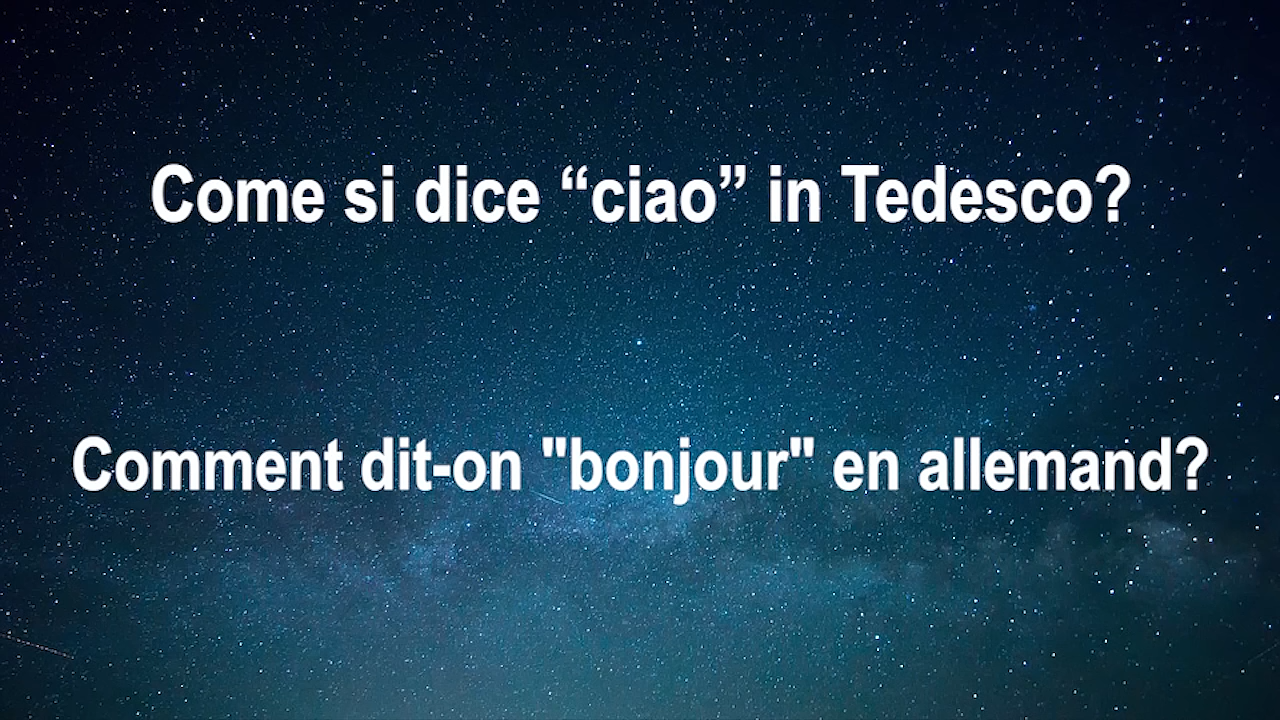 Come si dice “ciao” in Tedesco?
Comment dit-on "bonjour" en allemand?